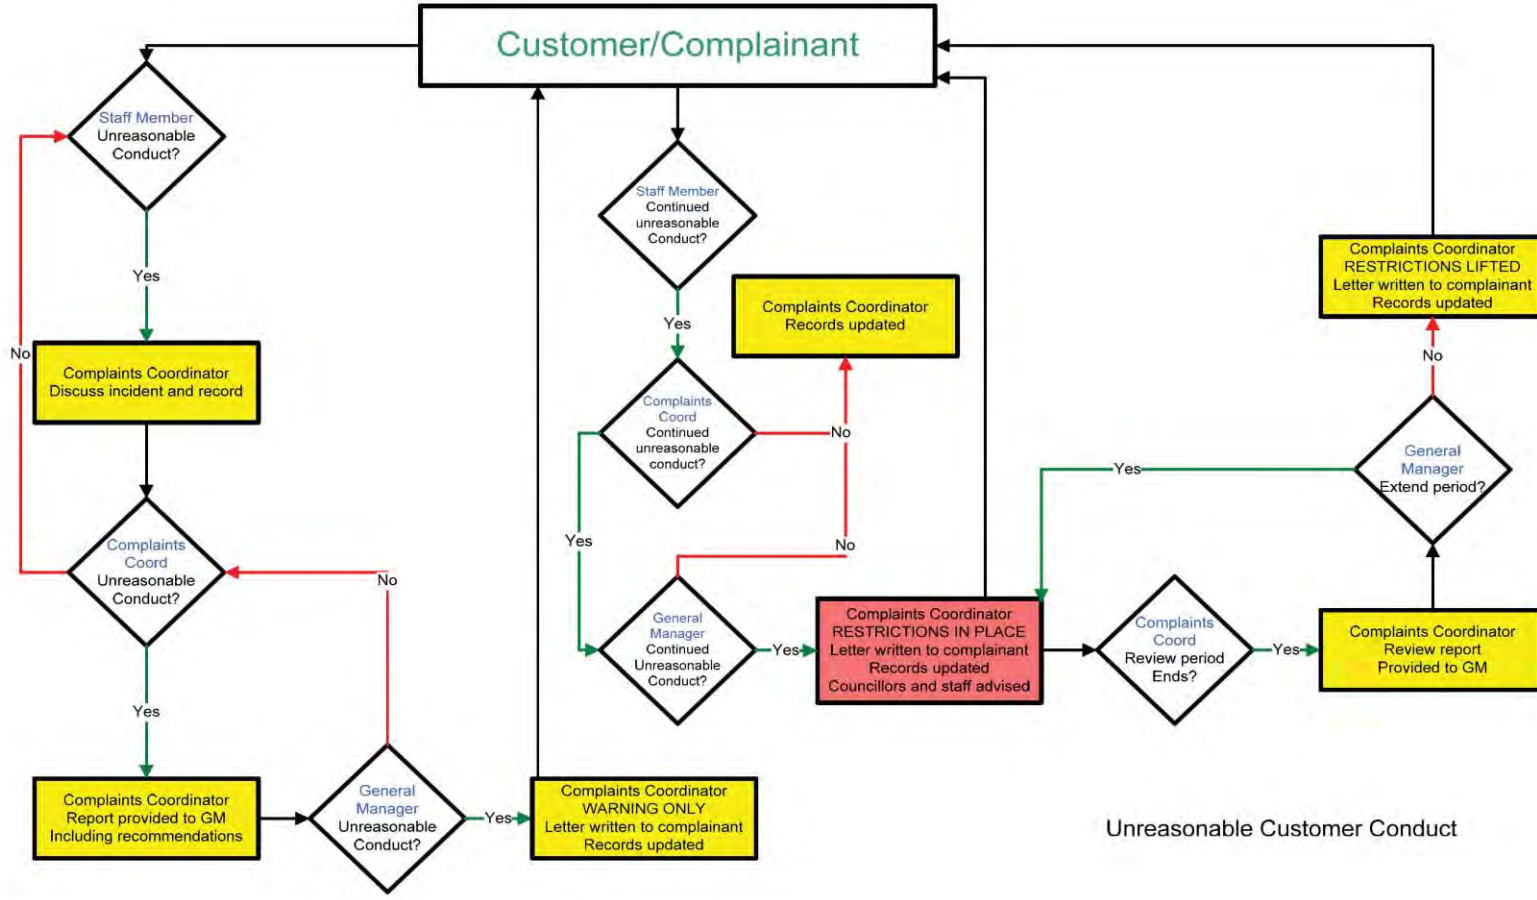 Customer/Complainant
Staff Member
Unreasonable
Conduct?
Yes
No
Complaints Coordinator
Discuss incident and record
Complaints
Coord
Unreasonable
Conduct?
No
Yes
Complaints Coordinator
Report provided to GM
Including recommendations
General
Manager
Unreasonable
Conduct?
Yes
Complaints Coordinator
WARNING ONLY
Letter written to complainant
Records updated
Staff Member
Continued
unreasonable
Conduct?
Yes
Complaints Coordinator
Records updated
Complaints
Coord
Continued
unreasonable
conduct?
No
Yes
No
General
Manager
Continued
Unreasonable
Conduct?
Yes
Complaints Coordinator
RESTRICTIONS IN PLACE
Letter written to complainant
Records updated
Councillors and staff advised
Complaints
Coord
Review period
Ends?
Yes
Complaints Coordinator
Review report
Provided to GM
General
Manager
Extend period?
Yes
No
Complaints Coordinator
RESTRICTIONS LIFTED
Letter written to complainant
Records updated
Unreasonable Customer Conduct